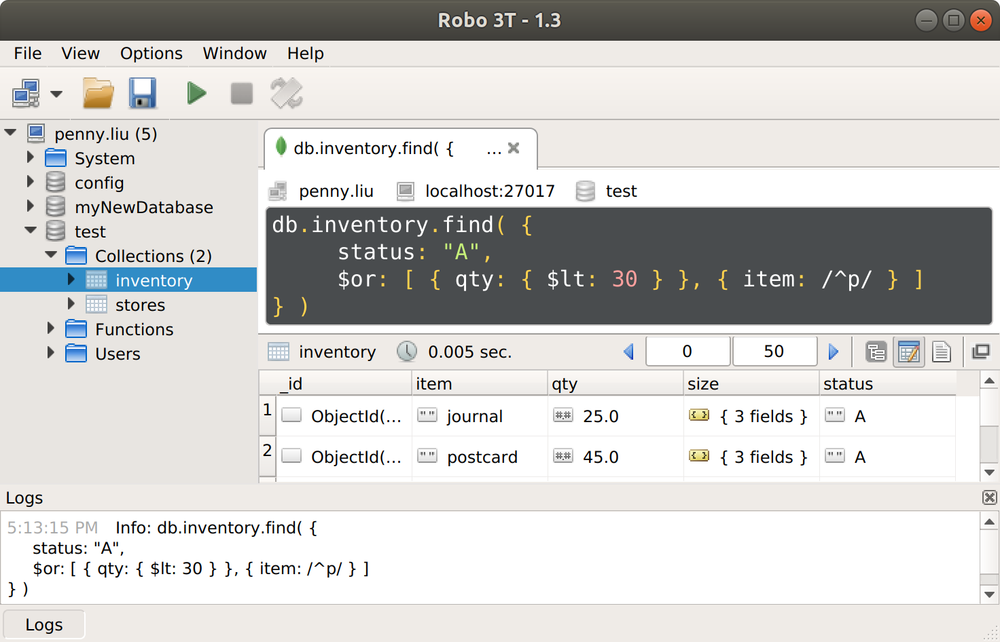 Robo 3T - 1.3
File View Options Window Help
penny.liu (5)
System
config
myNewDatabase
test
Collections (2)
inventory
stores
Functions
Users
db.inventory.find( { ...
penny.liu localhost:27017 test
db.inventory.find( {
status: "A",
$or: [ { qty: { $lt: 30 } }, { item: /^p/ } ]
} )
inventory 0.005 sec. 0 50
_id item qty size status
1 ObjectId(... "" journal #.# 25.0 { } { 3 fields } "" A
2 ObjectId(... "" postcard #.# 45.0 { } { 3 fields } "" A
Logs
5:13:15 PM Info: db.inventory.find( {
status: "A",
$or: [ { qty: { $lt: 30 } }, { item: /^p/ } ]
} )
Logs